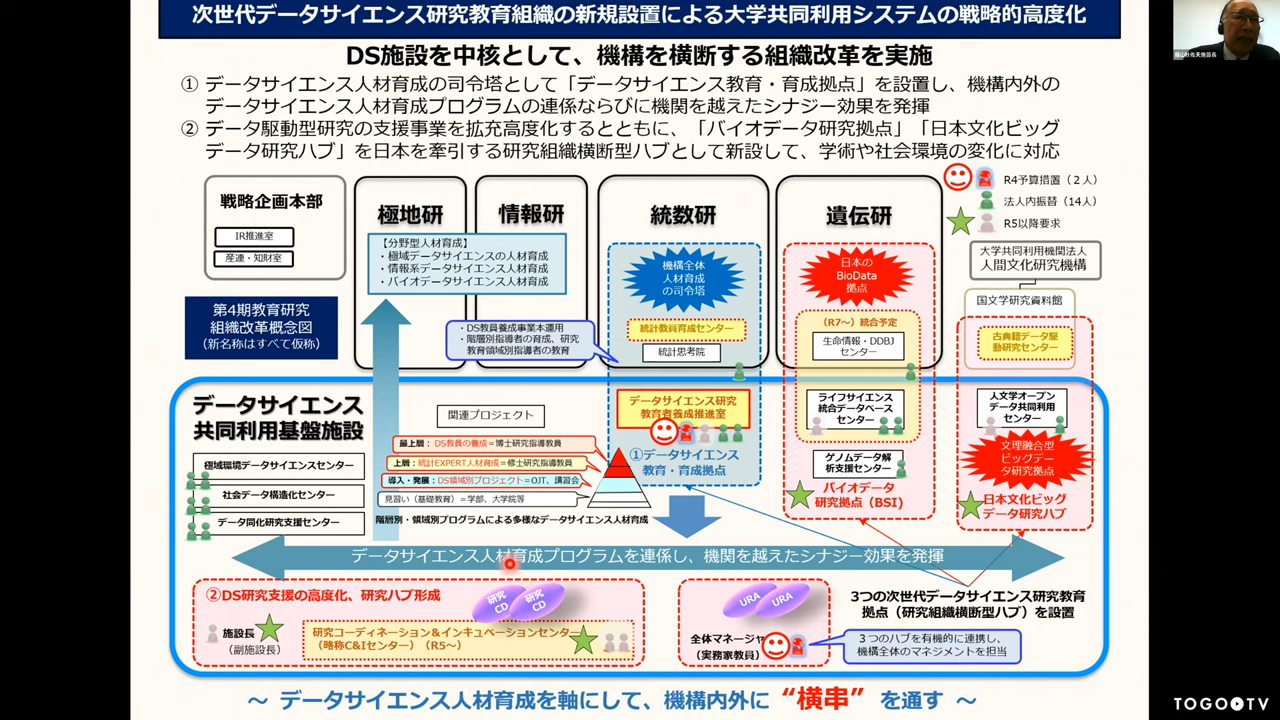 次世代データサイエンス研究教育組織の新規設置による大学共同利用システムの戦略的高度化
DS施設を中核として、機構を横断する組織改革を実施
① データサイエンス人材育成の司令塔として「データサイエンス教育・育成拠点」を設置し、機構内外の
データサイエンス人材育成プログラムの連係ならびに機関を越えたシナジー効果を発揮
② データ駆動型研究の支援事業を拡充高度化するとともに、「バイオデータ研究拠点」「日本文化ビッグ
データ研究ハブ」を日本を牽引する研究組織横断型ハブとして新設して、学術や社会環境の変化に対応
戦略企画本部
IR推進室
産連・知財室
極地研
情報研
統数研
遺伝研
R4予算措置（２人）
法人内振替（14人）
R5以降要求
【分野型人材育成】
・極域データサイエンスの人材育成
・情報系データサイエンス人材育成
・バイオデータサイエンス人材育成
機構全体
人材育成
の司令塔
日本の
BioData
拠点
大学共同利用機関法人
人間文化研究機構
国文学研究資料館
第4期教育研究
組織改革概念図
（新名称はすべて仮称）
・DS教員養成事業本運用
・階層別指導者の育成、研究
教育領域別指導者の教育
統計教員育成センター
統計思考院
（R7～）統合予定
生命情報・DDBJ
センター
古典籍データ駆
動研究センター
データサイエンス
共同利用基盤施設
極域環境データサイエンスセンター
社会データ構造化センター
データ同化研究支援センター
関連プロジェクト
データサイエンス研究
教育者養成推進室
ライフサイエンス
統合データベース
センター
人文学オープン
データ共同利用
センター
最上層：DS教員の養成＝博士研究指導教員
上層：統計EXPERT人材育成＝修士研究指導教員
導入・発展：DS領域別プロジェクト＝OJT、講習会
見習い（基礎教育）＝学部、大学院等
階層別・領域別プログラムによる多様なデータサイエンス人材育成
①データサイエンス
教育・育成拠点
ゲノムデータ解
析支援センター
バイオデータ
研究拠点（BSI）
文理融合型
ビッグデー
タ研究拠点
日本文化ビッグ
データ研究ハブ
データサイエンス人材育成プログラムを連係し、機関を越えたシナジー効果を発揮
②DS研究支援の高度化、研究ハブ形成
研究
CD
研究
CD
施設長
（副施設長）
研究コーディネーション＆インキュベーションセンター
（略称C&Iセンター）（R5～）
URA
URA
全体マネージャ
（実務家教員）
3つの次世代データサイエンス研究教育
拠点（研究組織横断型ハブ）を設置
３つのハブを有機的に連携し、
機構全体のマネジメントを担当
～ データサイエンス人材育成を軸にして、機構内外に “横串” を通す ～
TOGO TV